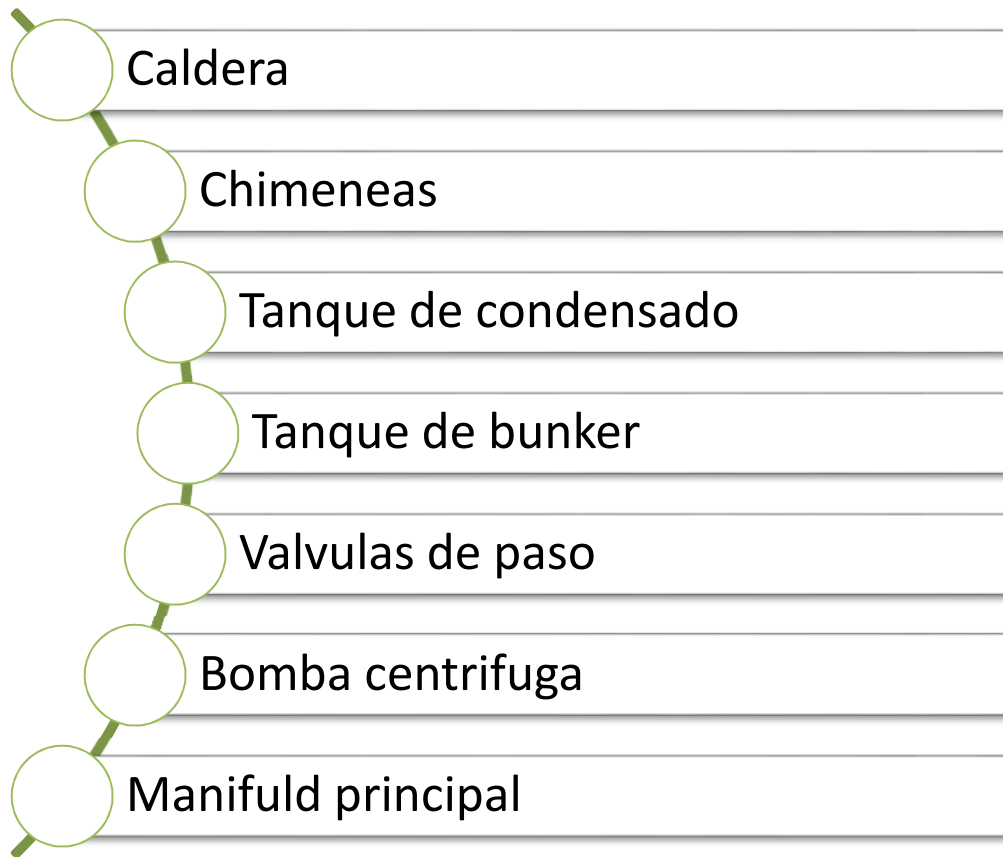 Caldera
Chimeneas
Tanque de condensado
Tanque de bunker
Valvulas de paso
Bomba centrifuga
Manifuld principal